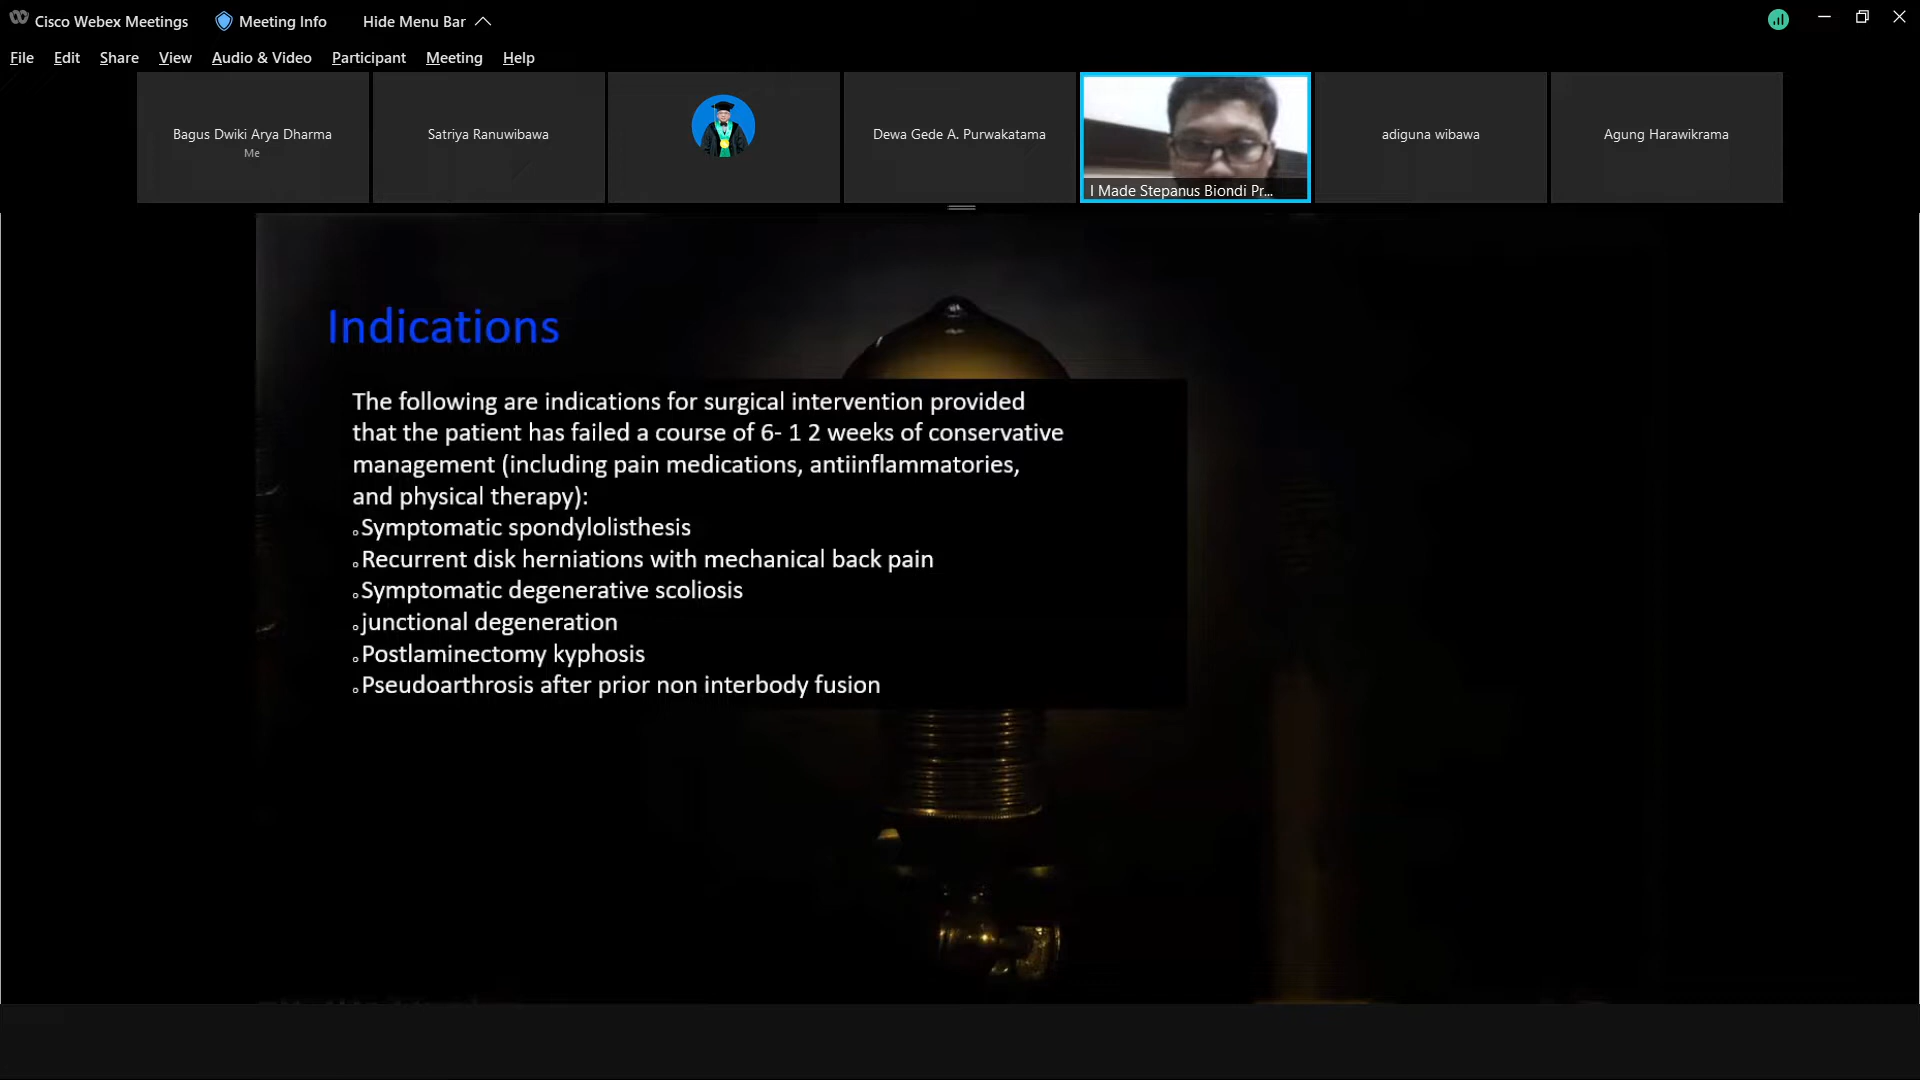 Cisco Webex Meetings Meeting Info Hide Menu Bar
File Edit Share View Audio & Video Participant Meeting Help
Bagus Dwiki Arya Dharma
Me
Satriya Ranuwibawa
Dewa Gede A. Purwakatama
I Made Stepanus Biondi Pr...
adiguna wibawa
Agung Harawikrama
Indications
The following are indications for surgical intervention provided
that the patient has failed a course of 6- 1 2 weeks of conservative
management (including pain medications, antiinflammatories,
and physical therapy):
Symptomatic spondylolisthesis
Recurrent disk herniations with mechanical back pain
Symptomatic degenerative scoliosis
junctional degeneration
Postlaminectomy kyphosis
Pseudoarthrosis after prior non interbody fusion